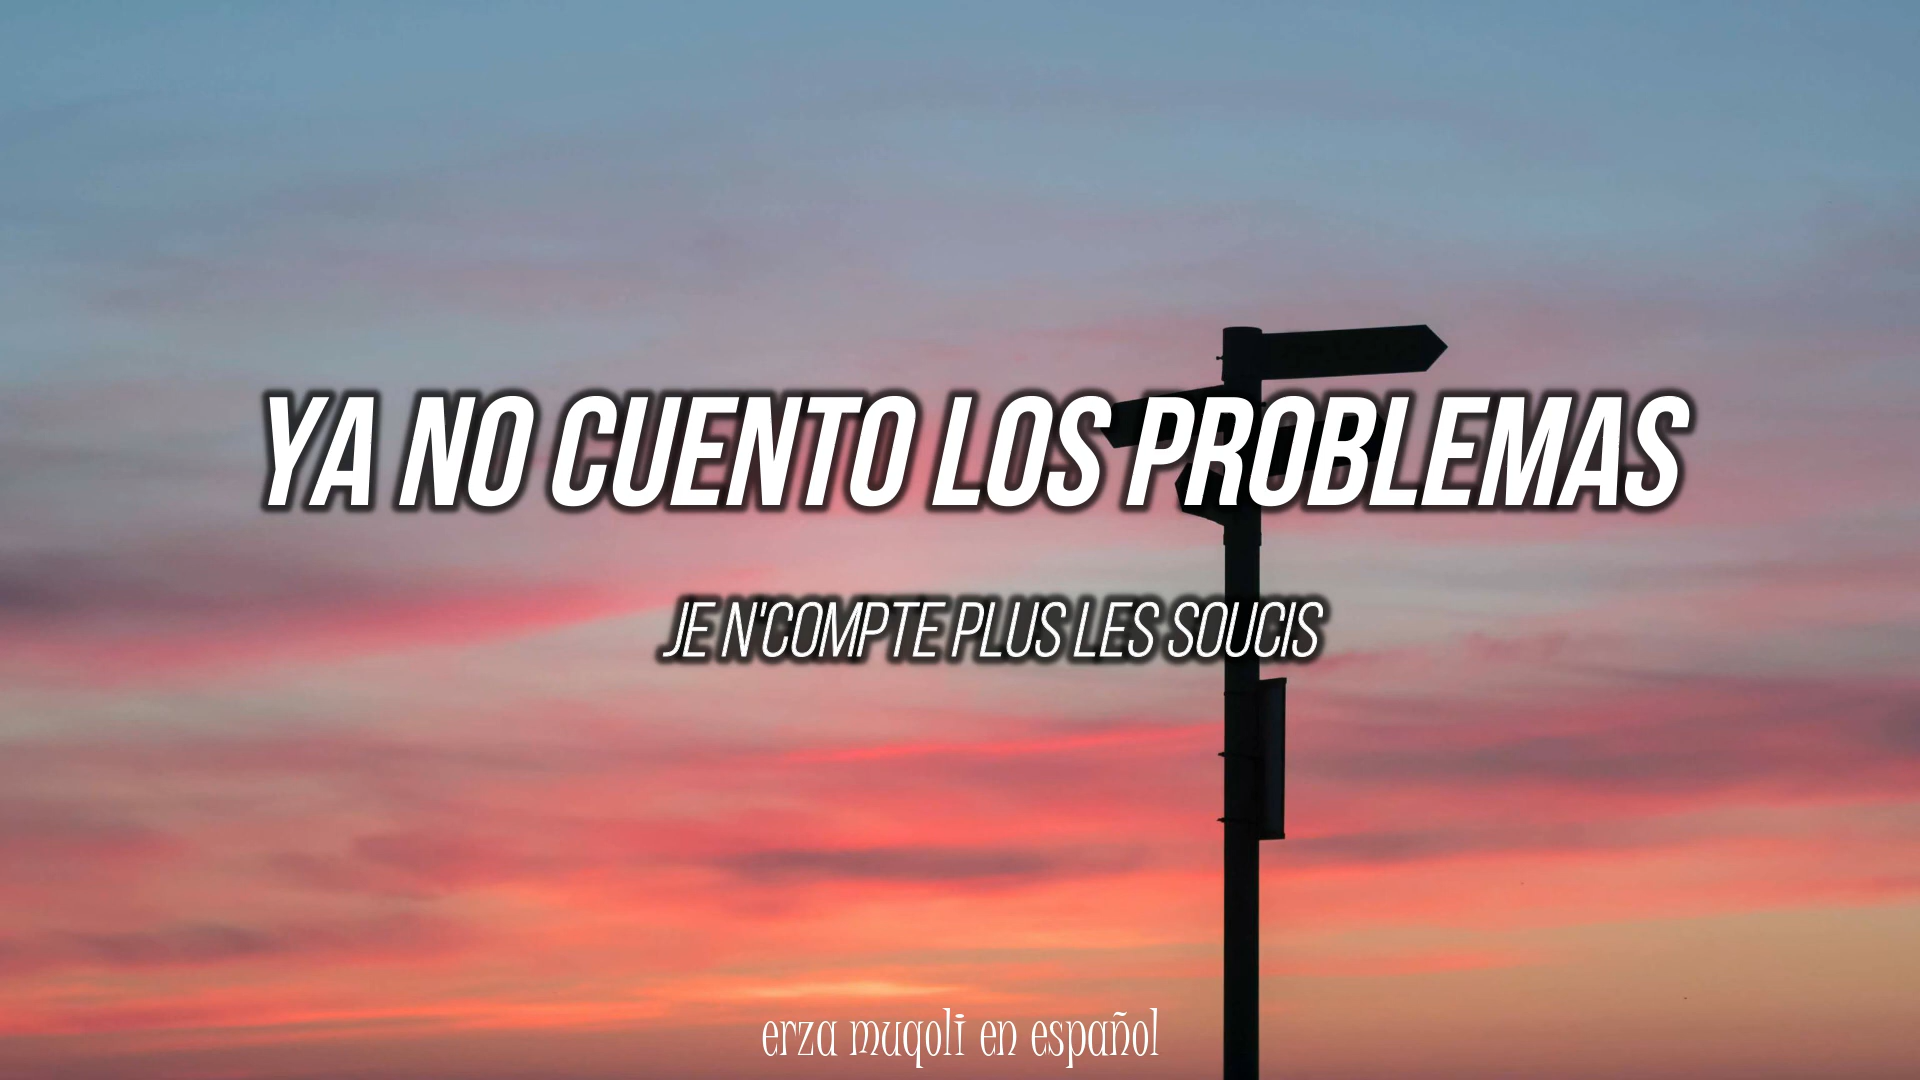 YA NO CUENTO LOS PROBLEMAS
JE N'COMPTE PLUS LES SOUCIS
erza muqoli en español